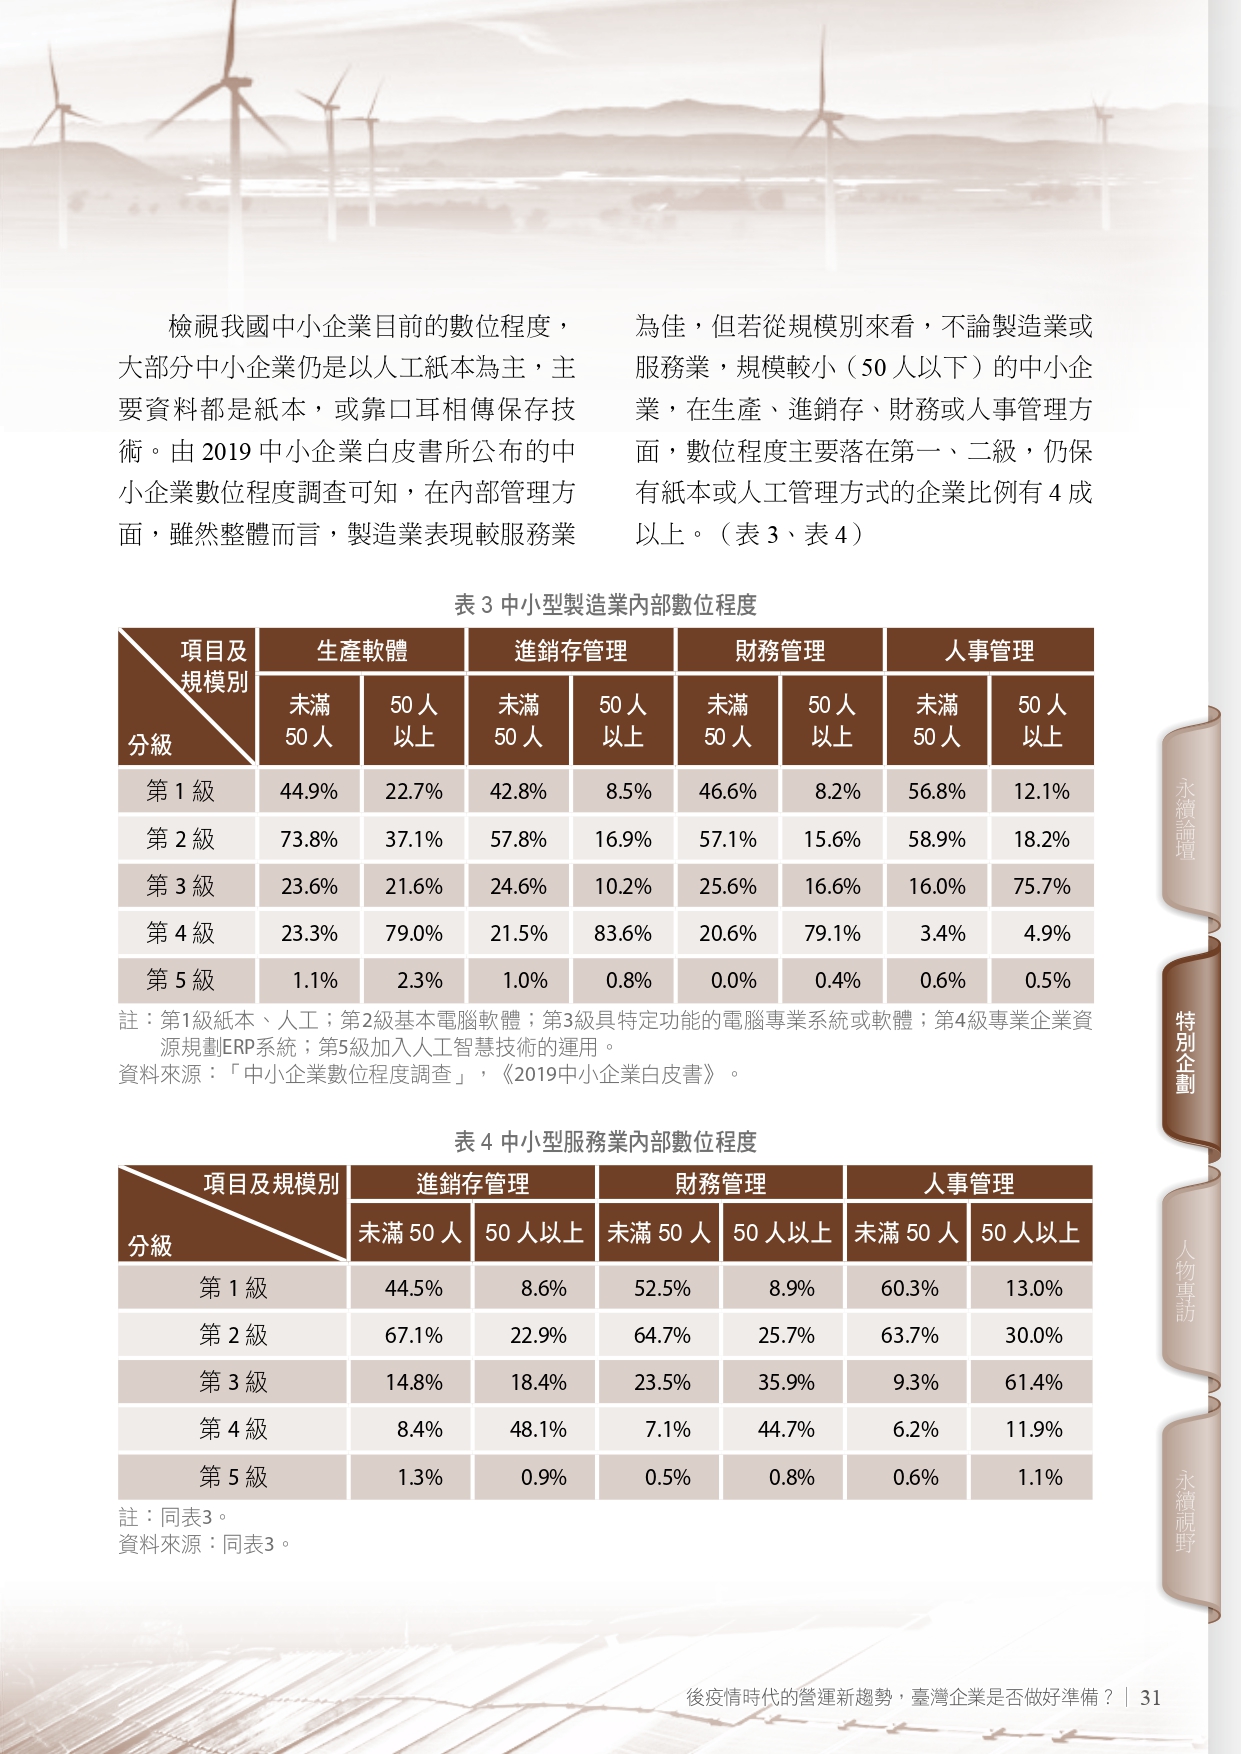 檢視我國中小企業目前的數位程度，
大部分中小企業仍是以人工紙本為主，主
要資料都是紙本，或靠口耳相傳保存技
術。由 2019 中小企業白皮書所公布的中
小企業數位程度調查可知，在內部管理方
面，雖然整體而言，製造業表現較服務業
為佳，但若從規模別來看，不論製造業或
服務業，規模較小（50 人以下）的中小企
業，在生產、進銷存、財務或人事管理方
面，數位程度主要落在第一、二級，仍保
有紙本或人工管理方式的企業比例有 4 成
以上。（表 3、表 4）
表 3 中小型製造業內部數位程度
項目及 生產軟體 進銷存管理 財務管理 人事管理
規模別
未滿 50 人 未滿 50 人 未滿 50 人 未滿 50 人
50 人 以上 50 人 以上 50 人 以上 50 人 以上
分級
第 1 級 44.9% 22.7% 42.8% 8.5% 46.6% 8.2% 56.8% 12.1%
第 2 級 73.8% 37.1% 57.8% 16.9% 57.1% 15.6% 58.9% 18.2%
第 3 級 23.6% 21.6% 24.6% 10.2% 25.6% 16.6% 16.0% 75.7%
第 4 級 23.3% 79.0% 21.5% 83.6% 20.6% 79.1% 3.4% 4.9%
第 5 級 1.1% 2.3% 1.0% 0.8% 0.0% 0.4% 0.6% 0.5%
註：第1級紙本、人工；第2級基本電腦軟體；第3級具特定功能的電腦專業系統或軟體；第4級專業企業資
源規劃ERP系統；第5級加入人工智慧技術的運用。
資料來源：「中小企業數位程度調查」，《2019中小企業白皮書》。
表 4 中小型服務業內部數位程度
項目及規模別 進銷存管理 財務管理 人事管理
未滿 50 人 50 人以上 未滿 50 人 50 人以上 未滿 50 人 50 人以上
分級
第 1 級 44.5% 8.6% 52.5% 8.9% 60.3% 13.0%
第 2 級 67.1% 22.9% 64.7% 25.7% 63.7% 30.0%
第 3 級 14.8% 18.4% 23.5% 35.9% 9.3% 61.4%
第 4 級 8.4% 48.1% 7.1% 44.7% 6.2% 11.9%
第 5 級 1.3% 0.9% 0.5% 0.8% 0.6% 1.1%
註：同表3。
資料來源：同表3。
永續論壇
特別企劃
人物專訪
永續視野
後疫情時代的營運新趨勢，臺灣企業是否做好準備？｜ 31